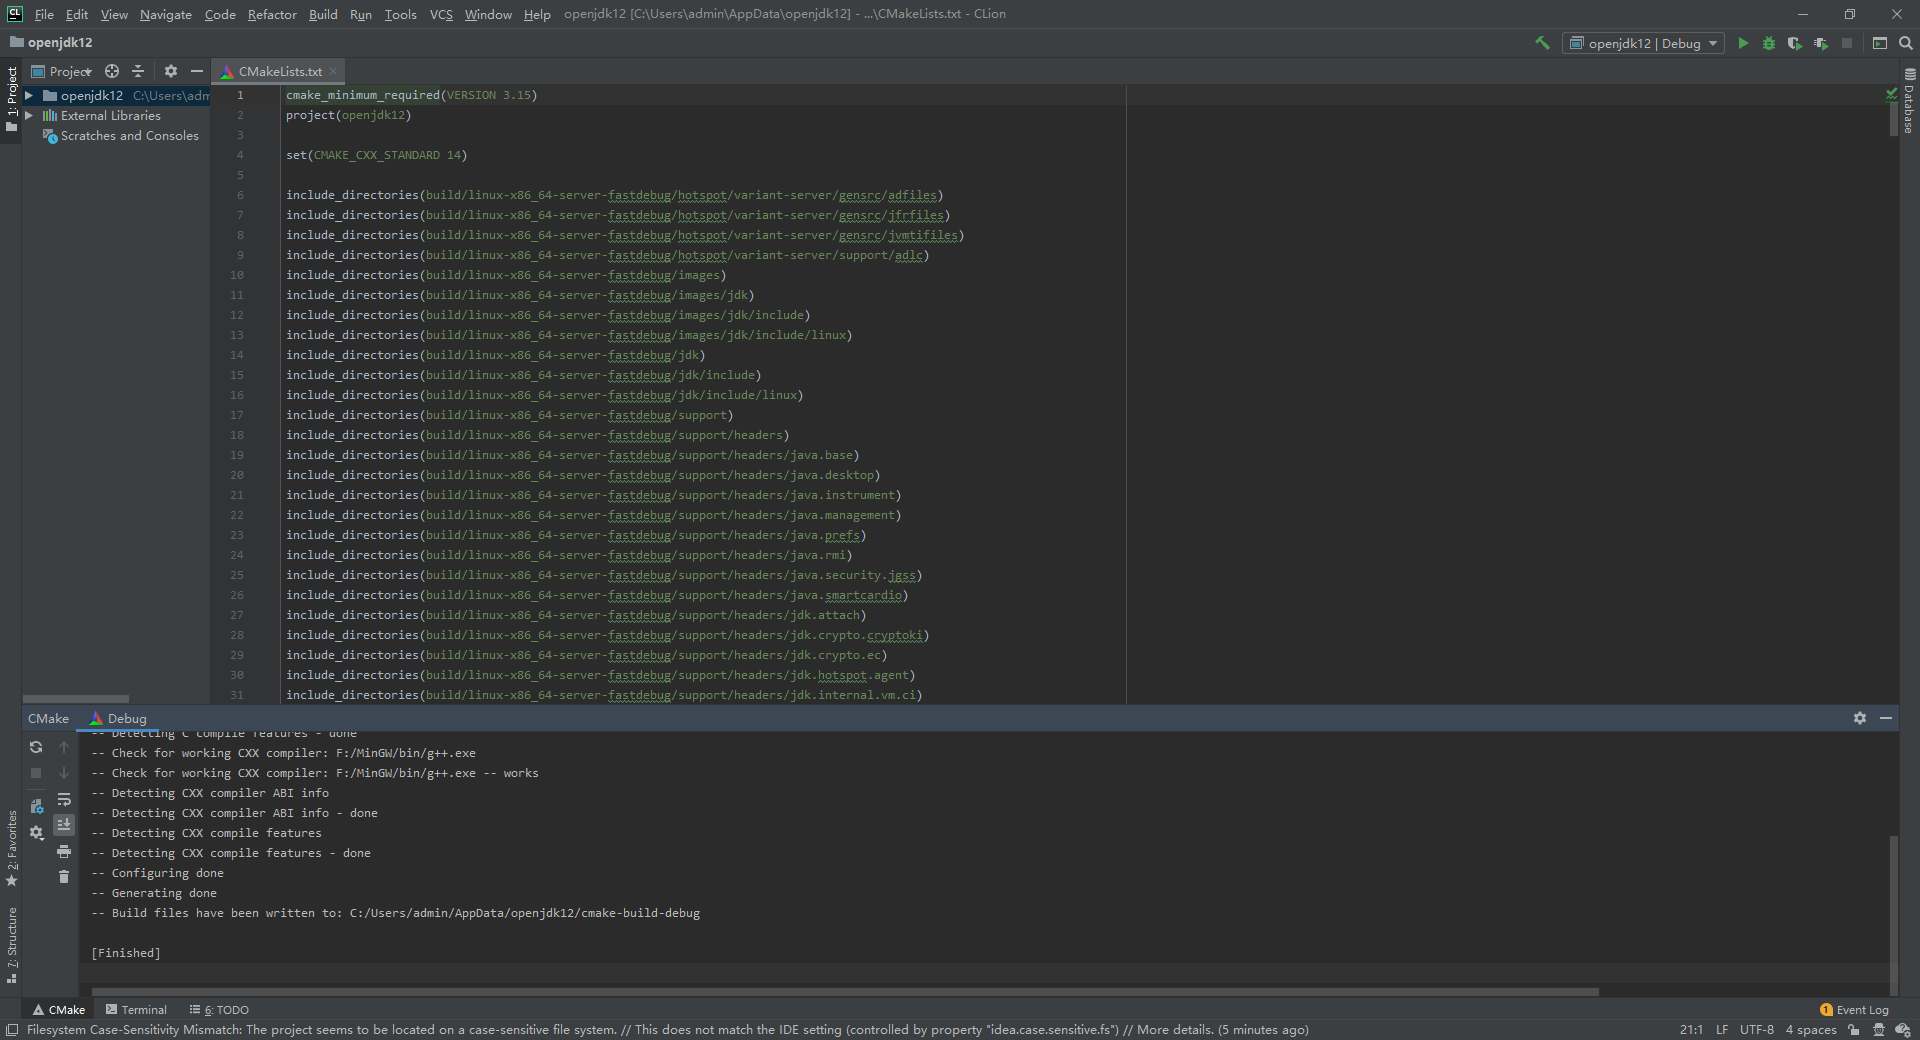 CL File Edit View Navigate Code Refactor Build Run Tools VCS Window Help openjdk12 [C:\Users\admin\AppData\openjdk12] - ...\CMakeLists.txt - CLion
openjdk12
openjdk12 | Debug
Project
CMakeLists.txt
1: Project
openjdk12 C:\Users\adm
External Libraries
Scratches and Consoles
1 cmake_minimum_required(VERSION 3.15)
2 project(openjdk12)
3
4 set(CMAKE_CXX_STANDARD 14)
5
6 include_directories(build/linux-x86_64-server-fastdebug/hotspot/variant-server/gensrc/adfiles)
7 include_directories(build/linux-x86_64-server-fastdebug/hotspot/variant-server/gensrc/jfrfiles)
8 include_directories(build/linux-x86_64-server-fastdebug/hotspot/variant-server/gensrc/jvmtifiles)
9 include_directories(build/linux-x86_64-server-fastdebug/hotspot/variant-server/support/adlc)
10 include_directories(build/linux-x86_64-server-fastdebug/images)
11 include_directories(build/linux-x86_64-server-fastdebug/images/jdk)
12 include_directories(build/linux-x86_64-server-fastdebug/images/jdk/include)
13 include_directories(build/linux-x86_64-server-fastdebug/images/jdk/include/linux)
14 include_directories(build/linux-x86_64-server-fastdebug/jdk)
15 include_directories(build/linux-x86_64-server-fastdebug/jdk/include)
16 include_directories(build/linux-x86_64-server-fastdebug/jdk/include/linux)
17 include_directories(build/linux-x86_64-server-fastdebug/support)
18 include_directories(build/linux-x86_64-server-fastdebug/support/headers)
19 include_directories(build/linux-x86_64-server-fastdebug/support/headers/java.base)
20 include_directories(build/linux-x86_64-server-fastdebug/support/headers/java.desktop)
21 include_directories(build/linux-x86_64-server-fastdebug/support/headers/java.instrument)
22 include_directories(build/linux-x86_64-server-fastdebug/support/headers/java.management)
23 include_directories(build/linux-x86_64-server-fastdebug/support/headers/java.prefs)
24 include_directories(build/linux-x86_64-server-fastdebug/support/headers/java.rmi)
25 include_directories(build/linux-x86_64-server-fastdebug/support/headers/java.security.jgss)
26 include_directories(build/linux-x86_64-server-fastdebug/support/headers/java.smartcardio)
27 include_directories(build/linux-x86_64-server-fastdebug/support/headers/jdk.attach)
28 include_directories(build/linux-x86_64-server-fastdebug/support/headers/jdk.crypto.cryptoki)
29 include_directories(build/linux-x86_64-server-fastdebug/support/headers/jdk.crypto.ec)
30 include_directories(build/linux-x86_64-server-fastdebug/support/headers/jdk.hotspot.agent)
31 include_directories(build/linux-x86_64-server-fastdebug/support/headers/jdk.internal.vm.ci)
Database
CMake Debug
-- Detecting C compile features - done
-- Check for working CXX compiler: F:/MinGW/bin/g++.exe
-- Check for working CXX compiler: F:/MinGW/bin/g++.exe -- works
-- Detecting CXX compiler ABI info
-- Detecting CXX compiler ABI info - done
-- Detecting CXX compile features
-- Detecting CXX compile features - done
-- Configuring done
-- Generating done
-- Build files have been written to: C:/Users/admin/AppData/openjdk12/cmake-build-debug
[Finished]
2: Favorites
7: Structure
CMake Terminal 6: TODO
1 Event Log
Filesystem Case-Sensitivity Mismatch: The project seems to be located on a case-sensitive file system. // This does not match the IDE setting (controlled by property "idea.case.sensitive.fs") // More details. (5 minutes ago)
21:1 LF UTF-8 4 spaces